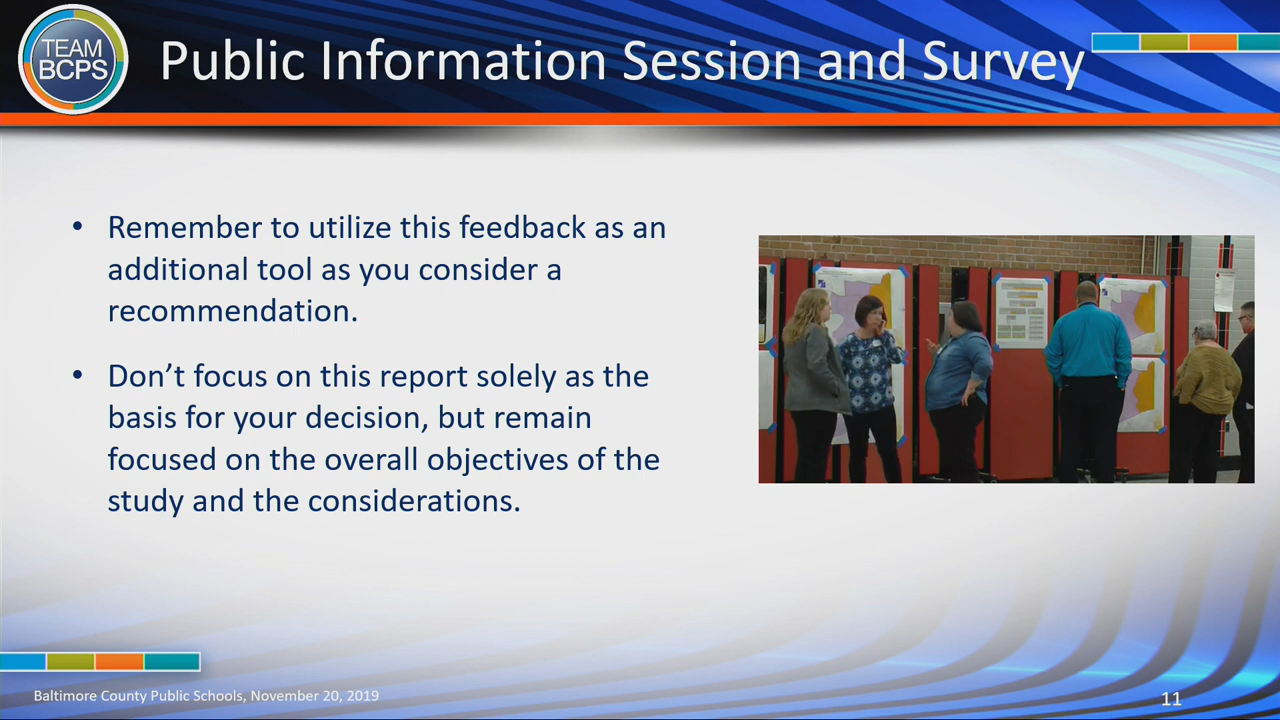 TEAM
BCPS
Public Information Session and Survey
• Remember to utilize this feedback as an
additional tool as you consider a
recommendation.
• Don’t focus on this report solely as the
basis for your decision, but remain
focused on the overall objectives of the
study and the considerations.
Baltimore County Public Schools, November 20, 2019
11